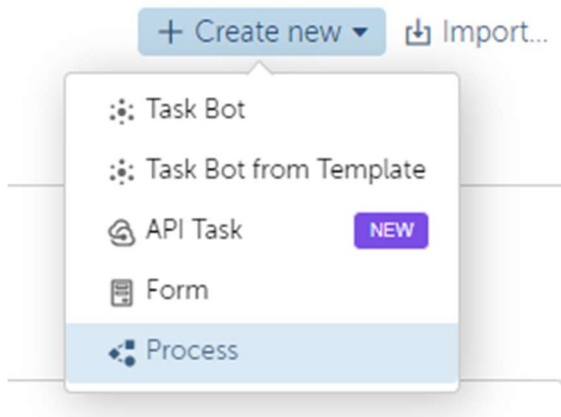 + Create new Import...
Task Bot
Task Bot from Template
API Task NEW
Form
Process